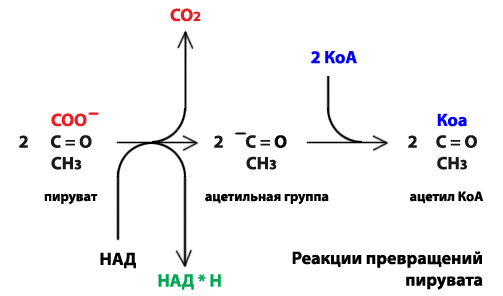 CO2
2 КоА
COO⁻
Коа
2 C = O
2 ⁻C = O
2 C = O
CH3
CH3
CH3
пируват
ацетильная группа
ацетил КоА
НАД
НАД * Н
Реакции превращений
пирувата